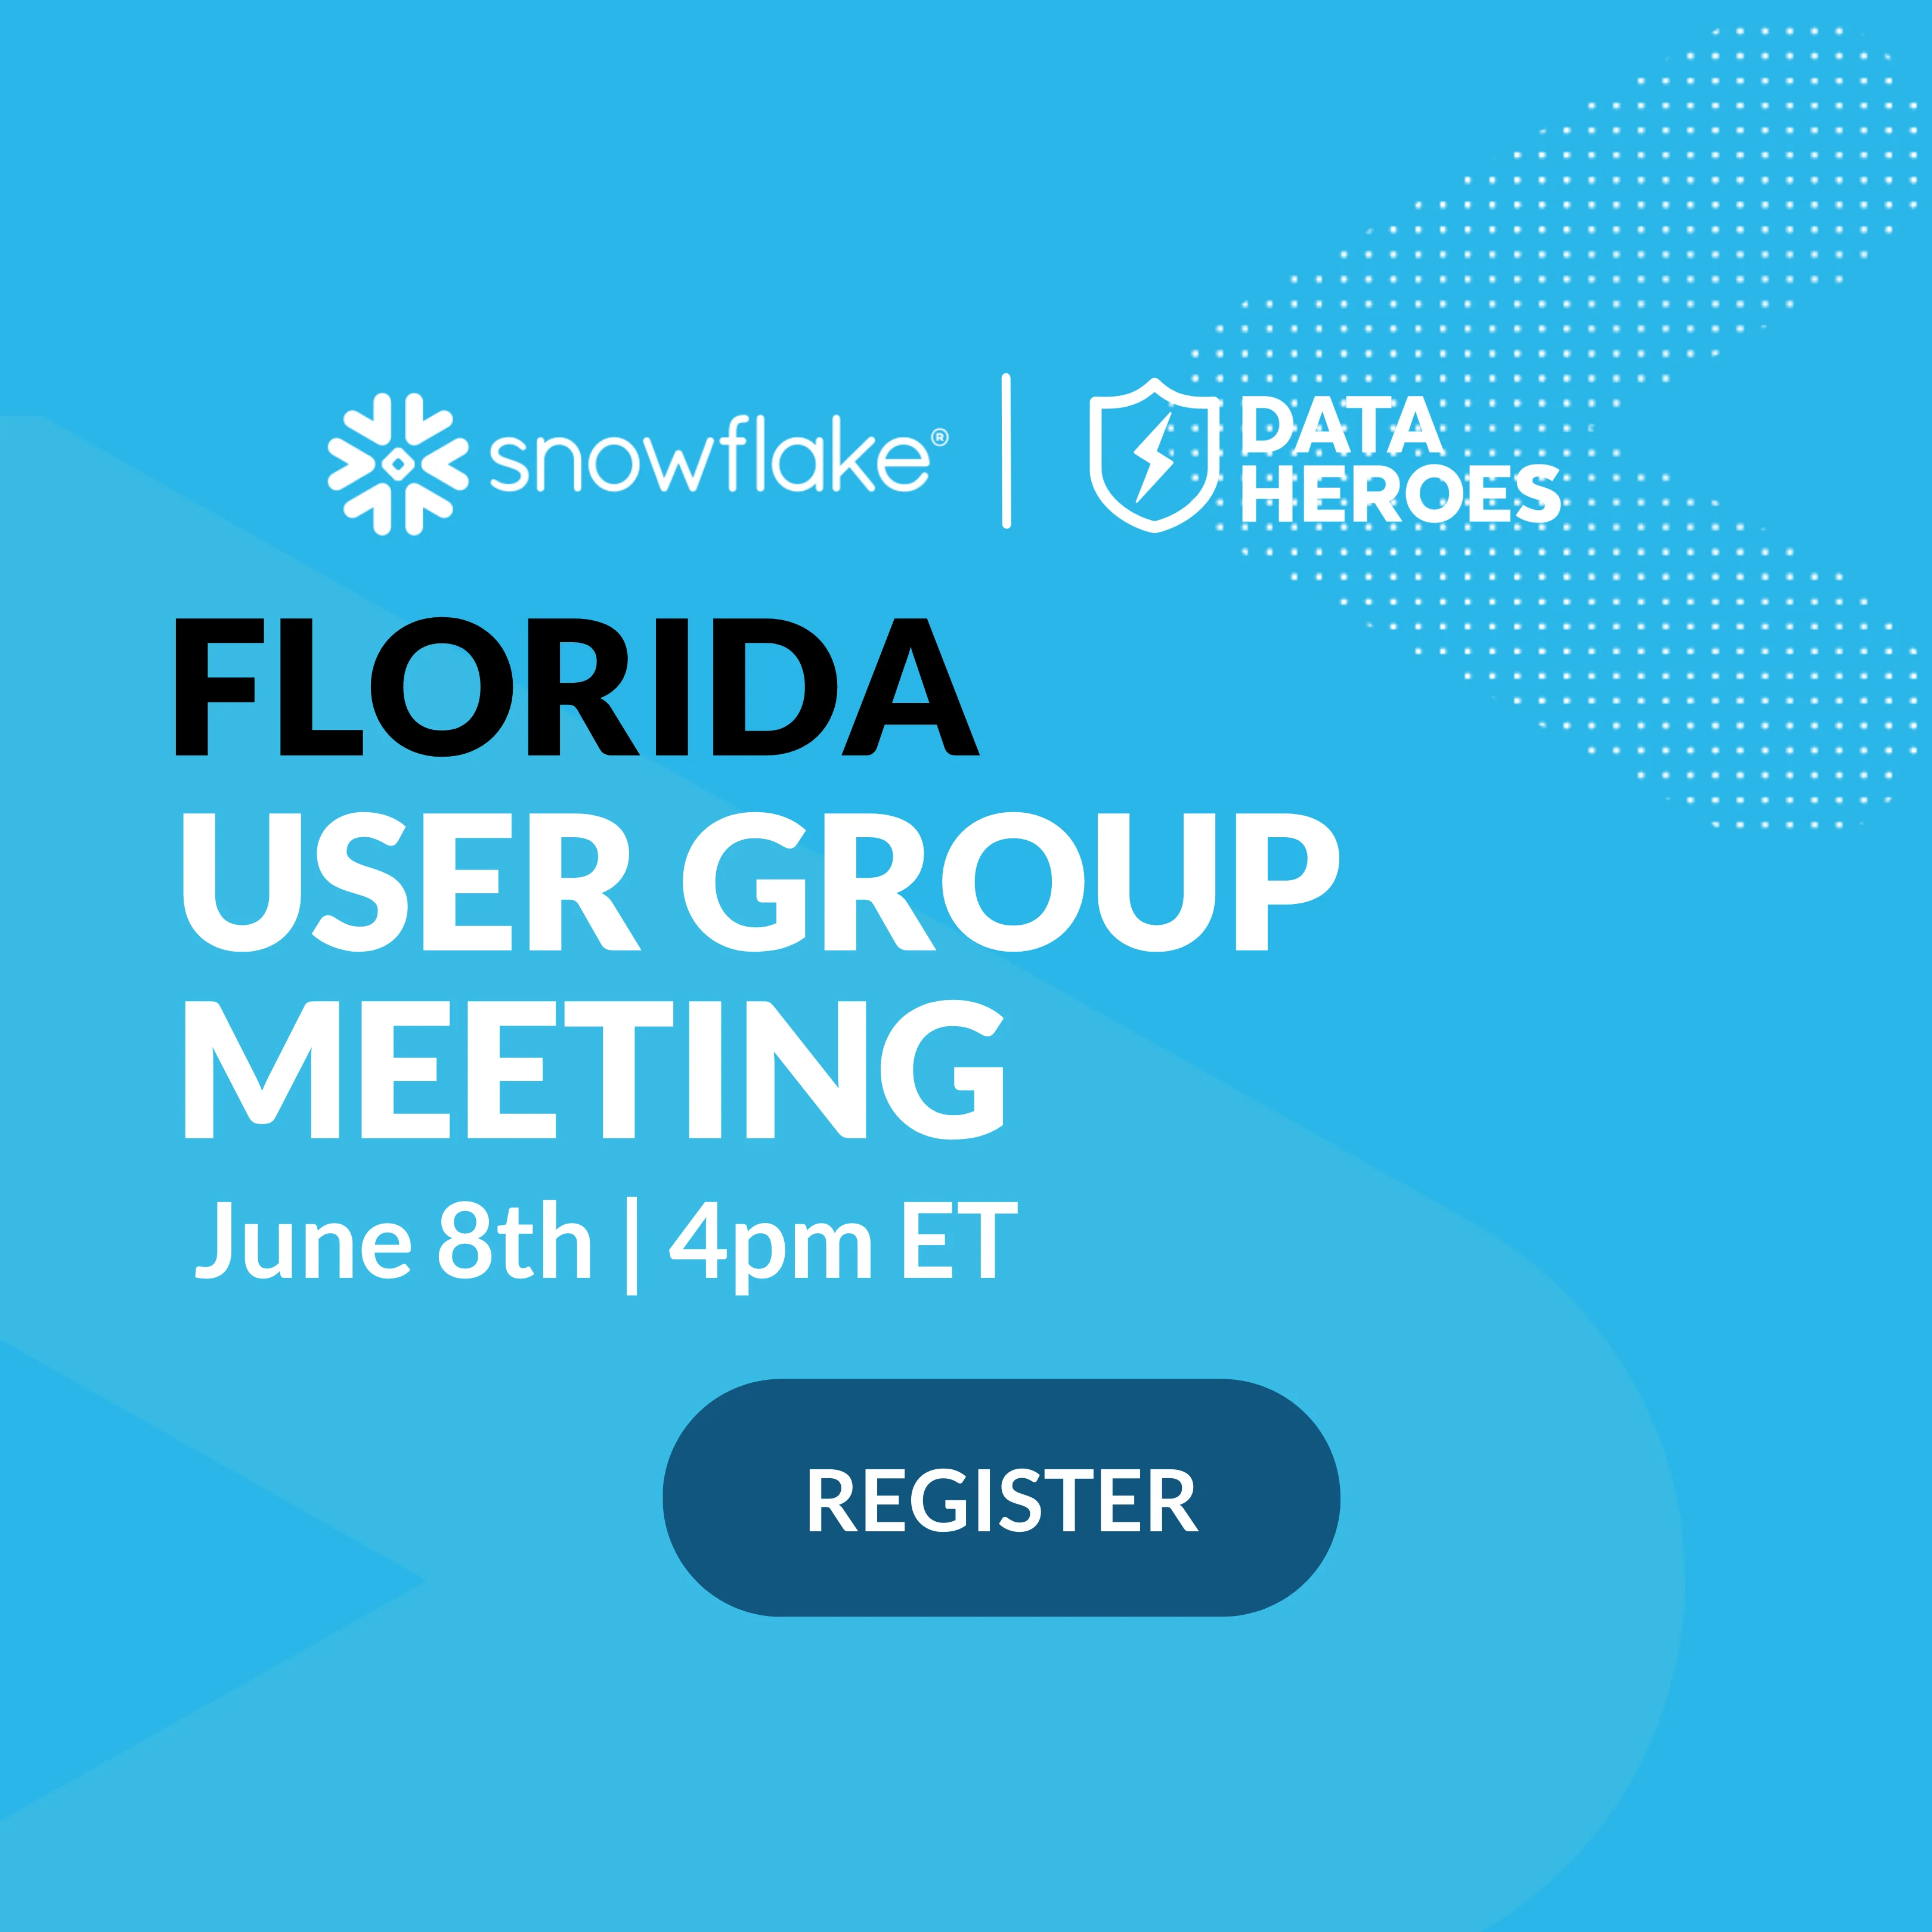 snowflake®
DATA
HEROES
FLORIDA
USER GROUP
MEETING
June 8th | 4pm ET
REGISTER